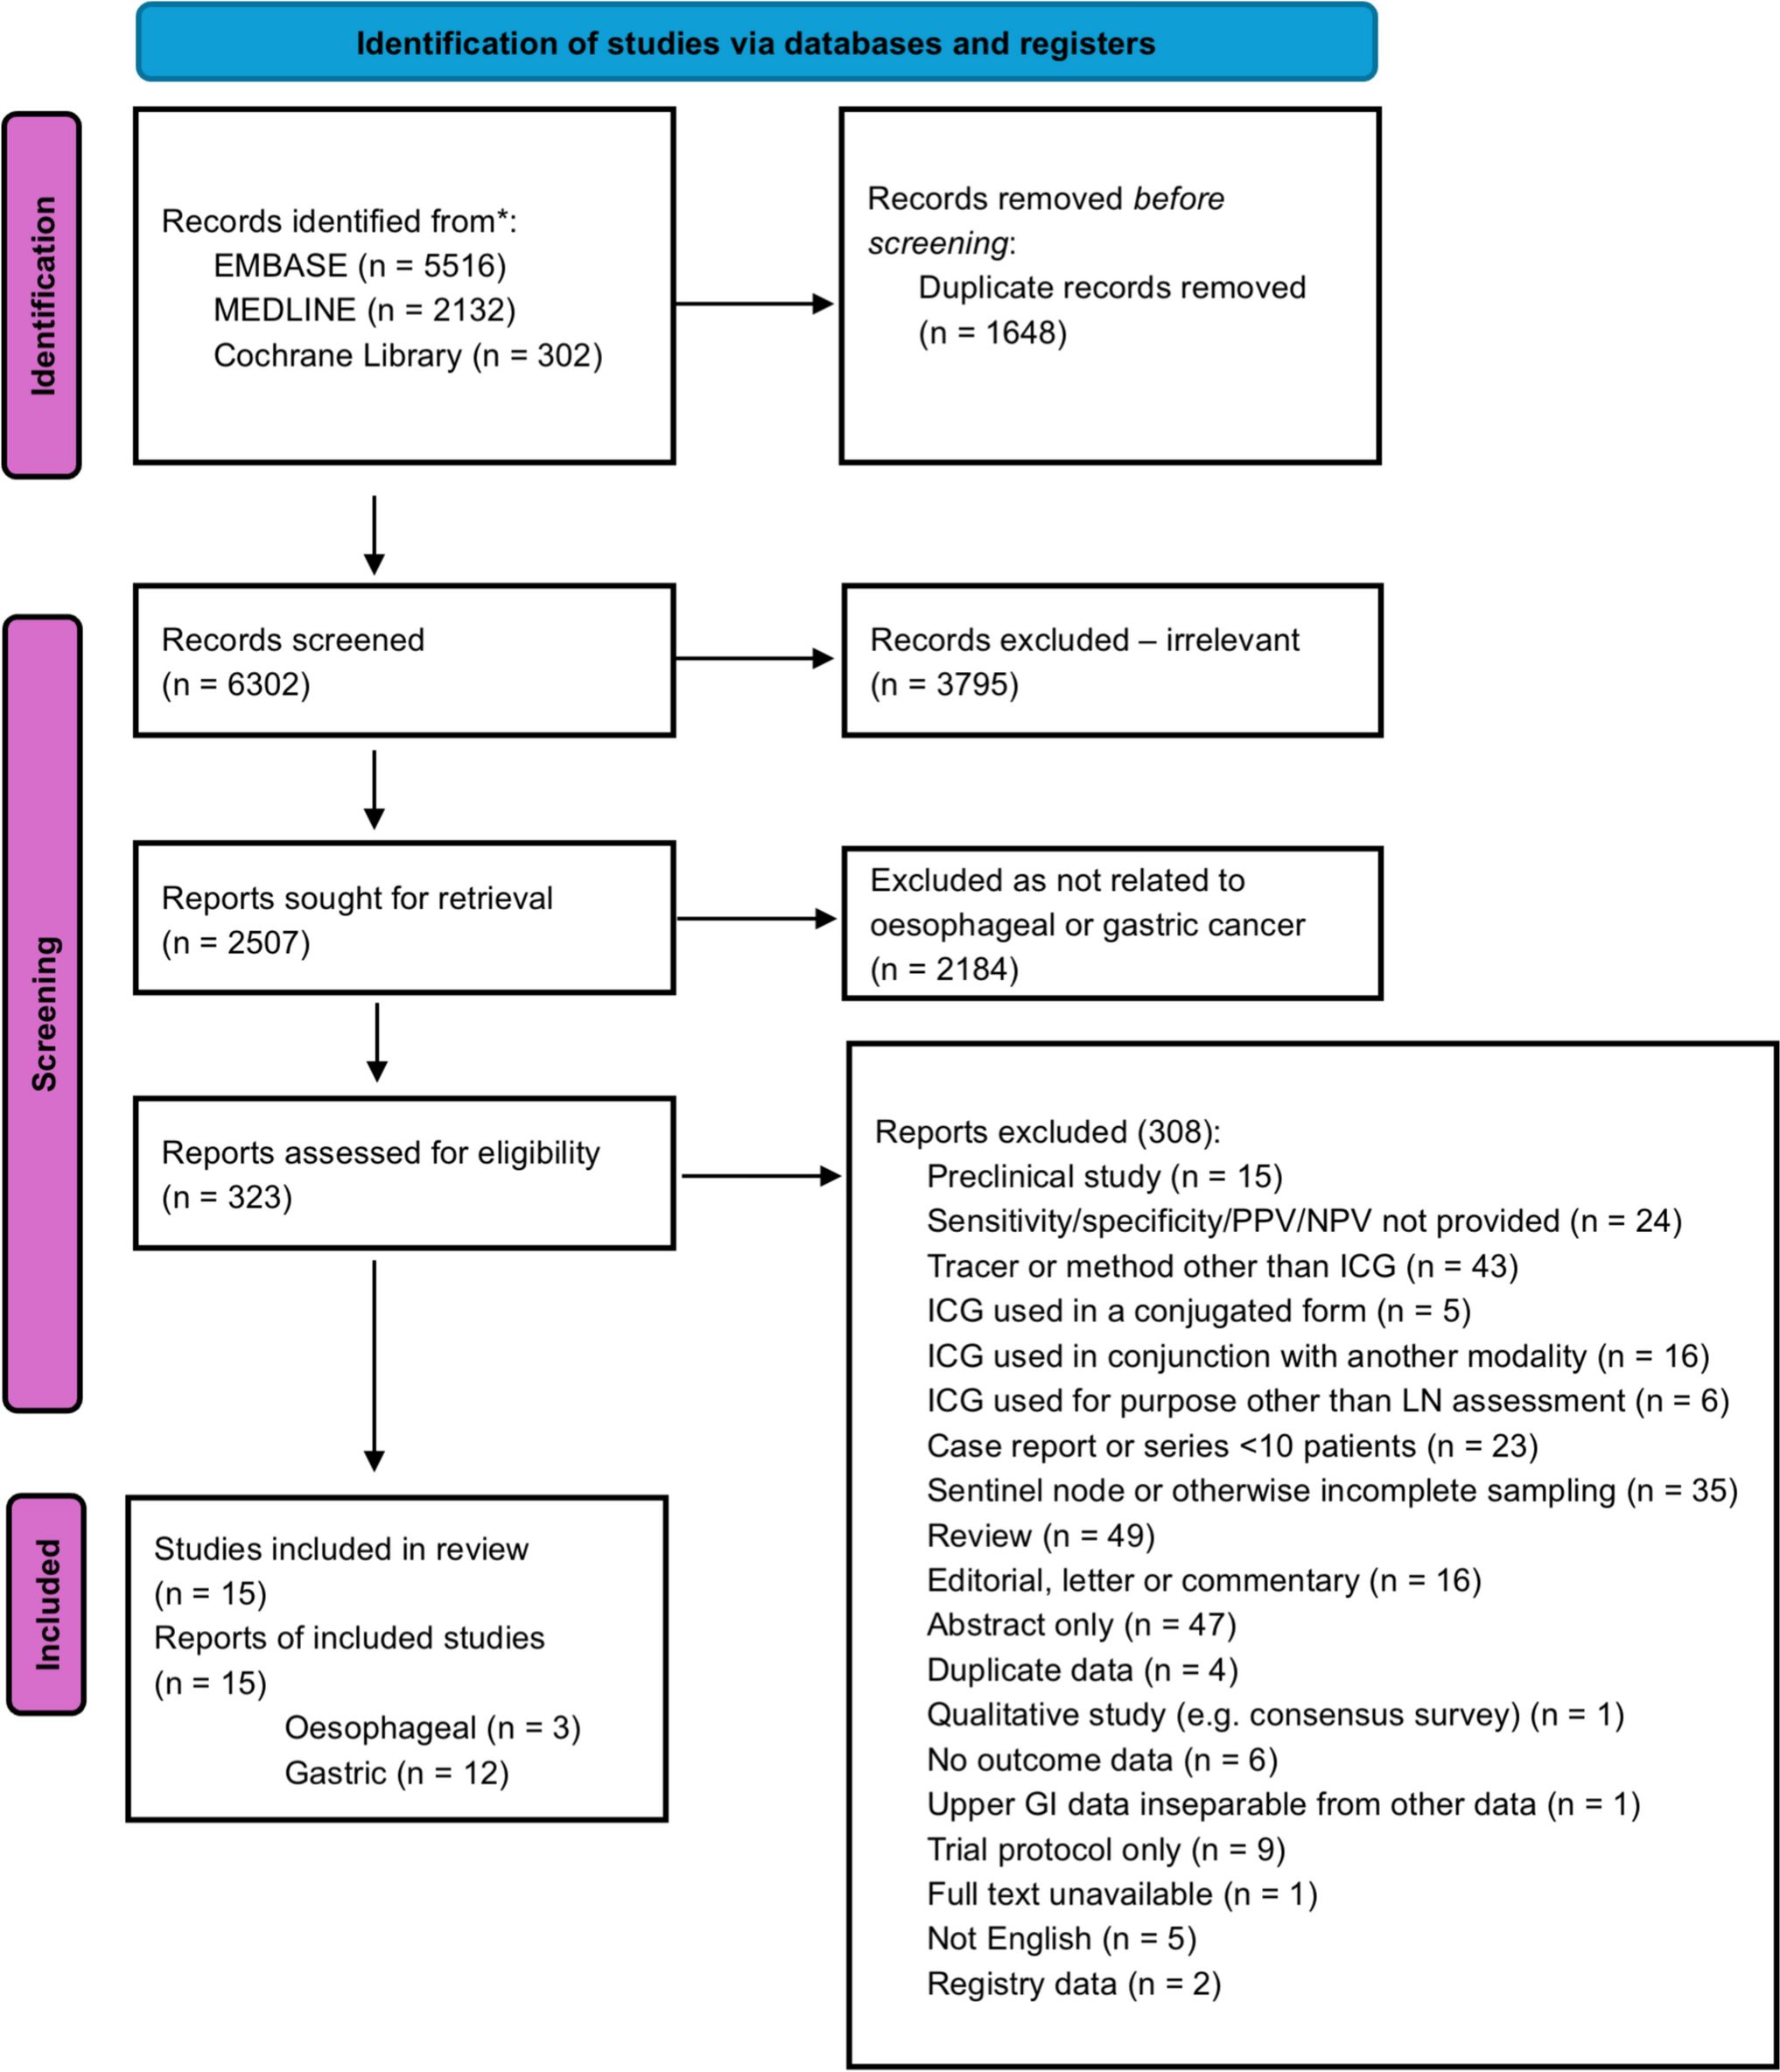 Identification of studies via databases and registers
Identification
Records identified from*:
EMBASE (n = 5516)
MEDLINE (n = 2132)
Cochrane Library (n = 302)
Records removed before
screening:
Duplicate records removed
(n = 1648)
Screening
Records screened
(n = 6302)
Records excluded – irrelevant
(n = 3795)
Reports sought for retrieval
(n = 2507)
Excluded as not related to
oesophageal or gastric cancer
(n = 2184)
Reports assessed for eligibility
(n = 323)
Reports excluded (308):
Preclinical study (n = 15)
Sensitivity/specificity/PPV/NPV not provided (n = 24)
Tracer or method other than ICG (n = 43)
ICG used in a conjugated form (n = 5)
ICG used in conjunction with another modality (n = 16)
ICG used for purpose other than LN assessment (n = 6)
Case report or series <10 patients (n = 23)
Sentinel node or otherwise incomplete sampling (n = 35)
Review (n = 49)
Editorial, letter or commentary (n = 16)
Abstract only (n = 47)
Duplicate data (n = 4)
Qualitative study (e.g. consensus survey) (n = 1)
No outcome data (n = 6)
Upper GI data inseparable from other data (n = 1)
Trial protocol only (n = 9)
Full text unavailable (n = 1)
Not English (n = 5)
Registry data (n = 2)
Included
Studies included in review
(n = 15)
Reports of included studies
(n = 15)
Oesophageal (n = 3)
Gastric (n = 12)